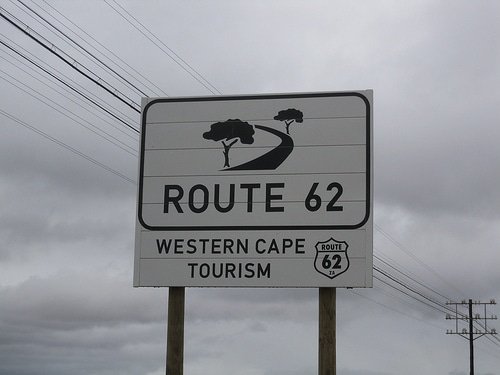 ROUTE 62
WESTERN CAPE
TOURISM
ROUTE
62
ZA